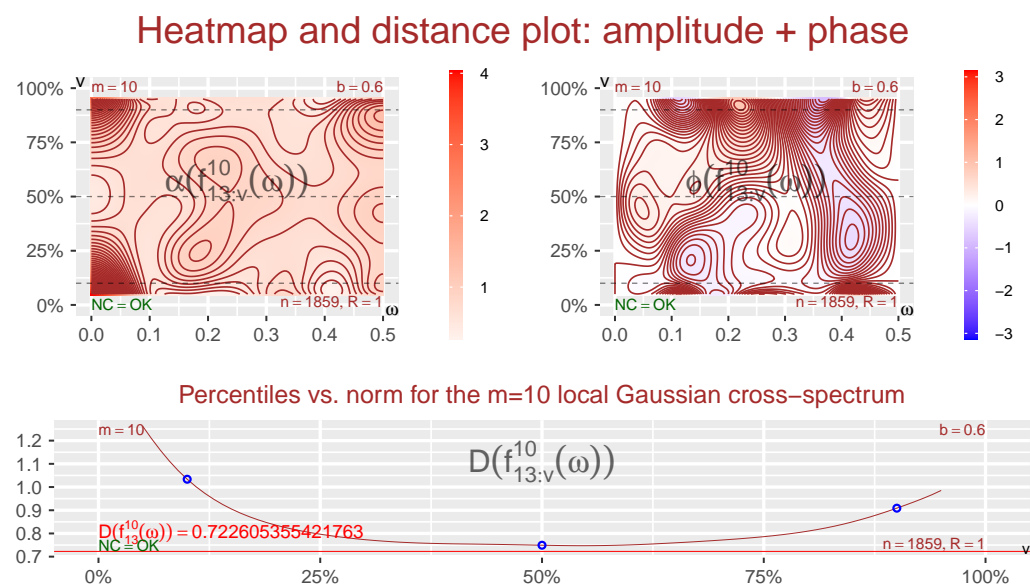 Heatmap and distance plot: amplitude + phase
v
m = 10 b = 0.6
100%
75%
50%
25%
0%
α(f¹⁰₁₃:ᵥ(ω))
NC = OK n = 1859, R = 1
ω
0.0 0.1 0.2 0.3 0.4 0.5
4
3
2
1
v
m = 10 b = 0.6
100%
75%
50%
25%
0%
ϕ(f¹⁰₁₃:ᵥ(ω))
NC = OK n = 1859, R = 1
ω
0.0 0.1 0.2 0.3 0.4 0.5
3
2
1
0
−1
−2
−3
Percentiles vs. norm for the m=10 local Gaussian cross−spectrum
m = 10 b = 0.6
1.2
1.1
1.0
0.9
0.8
0.7
D(f¹⁰₁₃:ᵥ(ω))
D(f¹⁰₁₃(ω)) = 0.722605355421763
NC = OK n = 1859, R = 1
v
0% 25% 50% 75% 100%